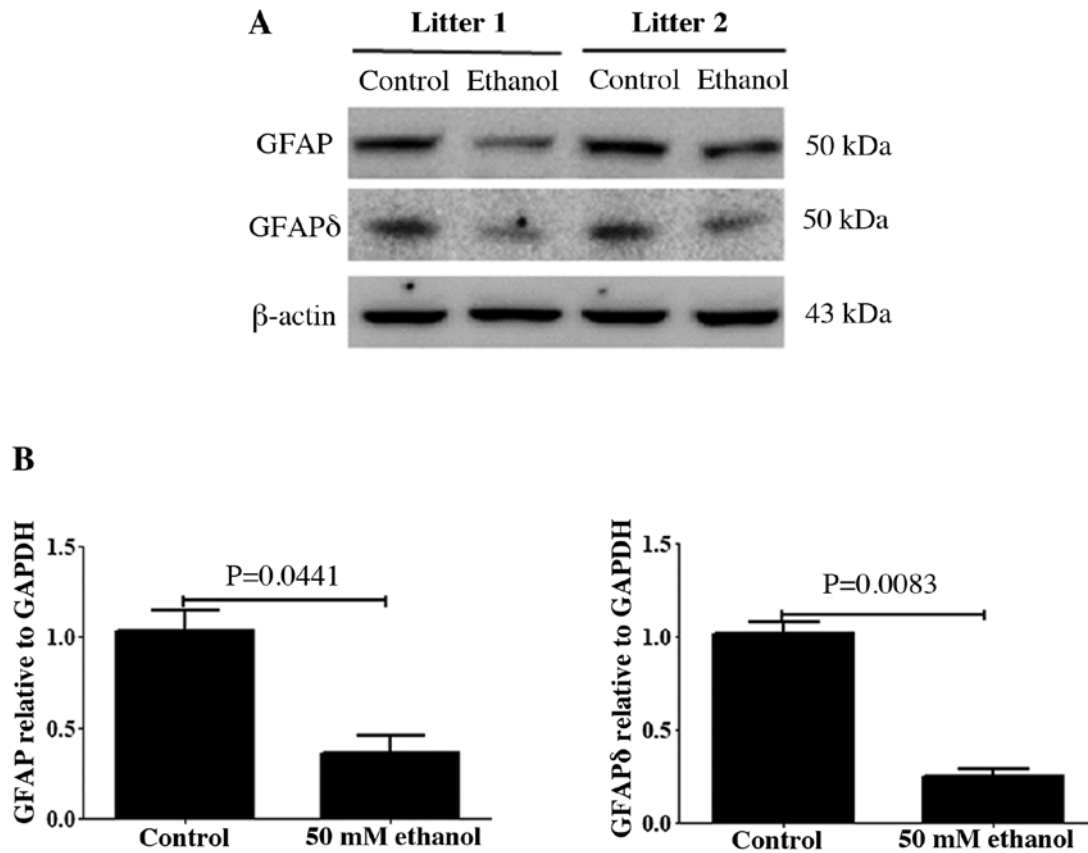 A
Litter 1 Litter 2
Control Ethanol Control Ethanol
GFAP 50 kDa
GFAPδ 50 kDa
β-actin 43 kDa
B
GFAP relative to GAPDH
1.5
1.0
0.5
0.0
P=0.0441
Control 50 mM ethanol
GFAPδ relative to GAPDH
1.5
1.0
0.5
0.0
P=0.0083
Control 50 mM ethanol